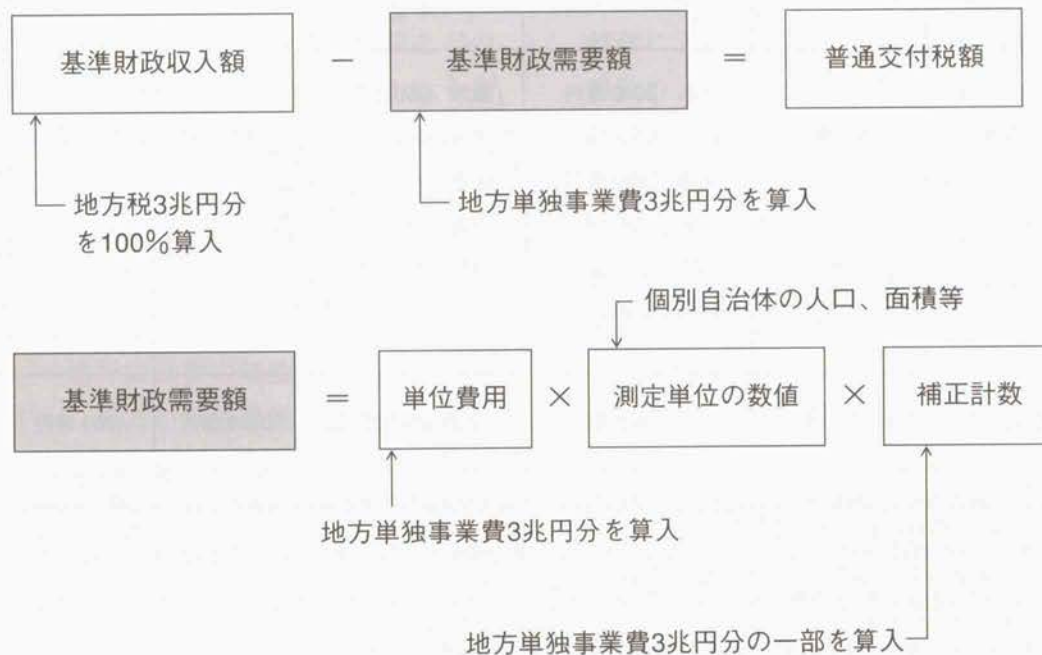 基準財政収入額 － 基準財政需要額 ＝ 普通交付税額
地方税3兆円分
を100％算入
地方単独事業費3兆円分を算入
個別自治体の人口、面積等
基準財政需要額 ＝ 単位費用 × 測定単位の数値 × 補正計数
地方単独事業費3兆円分を算入
地方単独事業費3兆円分の一部を算入